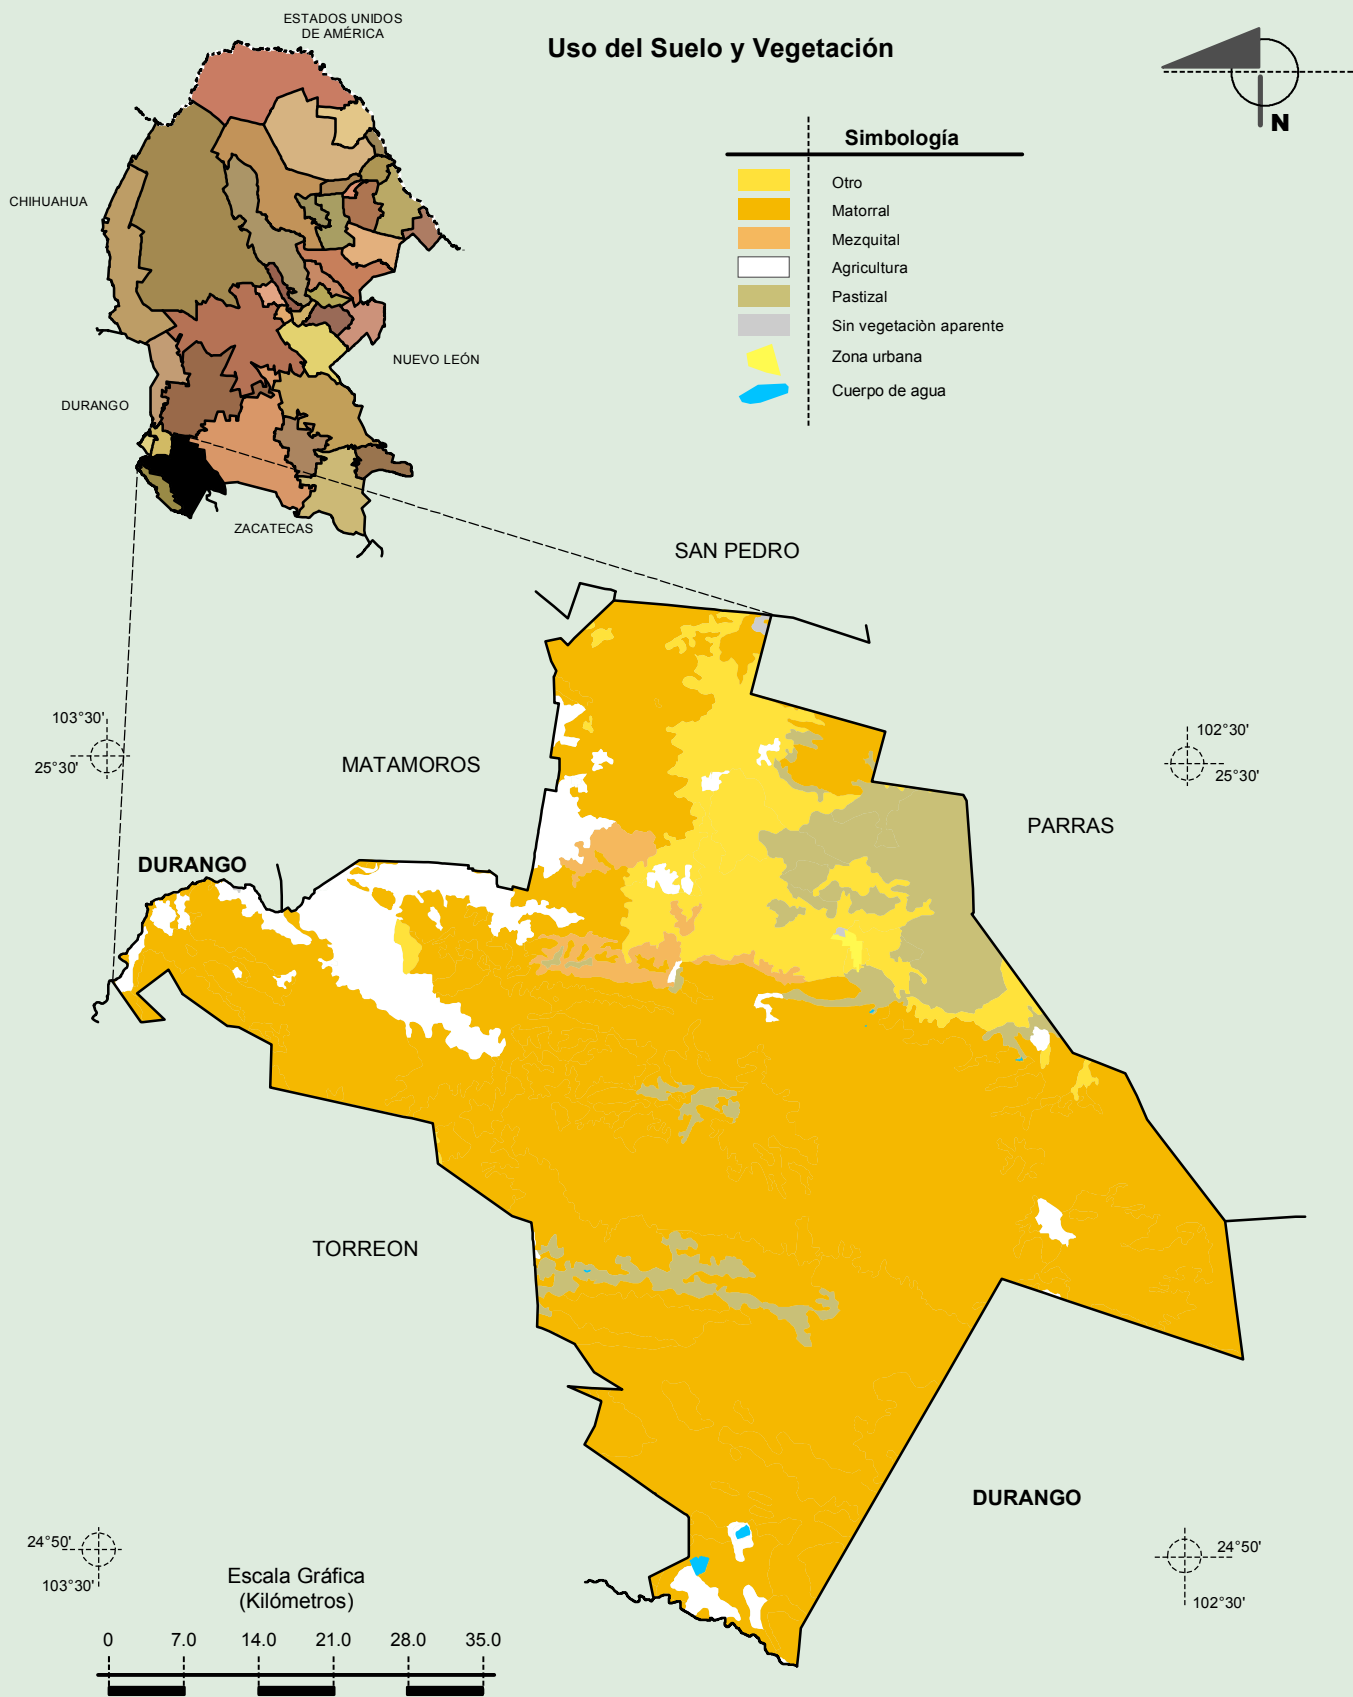 ESTADOS UNIDOS
DE AMÉRICA
Uso del Suelo y Vegetación
N
Simbología
Otro
Matorral
Mezquital
Agricultura
Pastizal
Sin vegetaciòn aparente
Zona urbana
Cuerpo de agua
CHIHUAHUA
NUEVO LEÓN
DURANGO
ZACATECAS
SAN PEDRO
103°30'
25°30'
102°30'
25°30'
MATAMOROS
PARRAS
DURANGO
TORREON
DURANGO
24°50'
103°30'
24°50'
102°30'
Escala Gráfica
(Kilómetros)
0 7.0 14.0 21.0 28.0 35.0